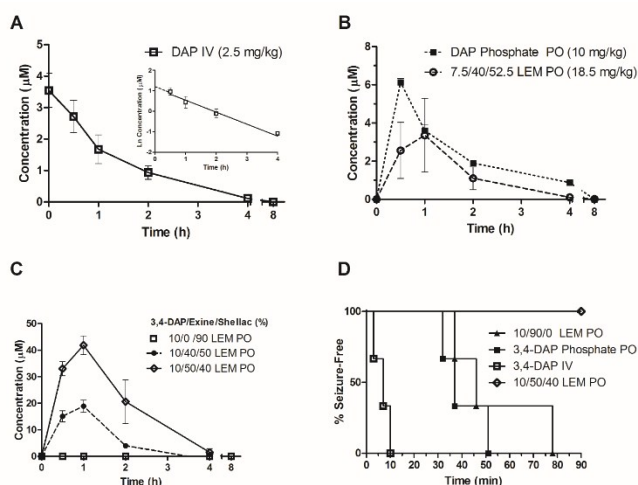 A
DAP IV (2.5 mg/kg)
Concentration (µM)
5
4
3
2
1
0
0
1
2
4
8
Time (h)
Ln Concentration (µM)
2
1
0
-1
-2
0
1
2
3
4
Time (h)
B
DAP Phosphate PO (10 mg/kg)
7.5/40/52.5 LEM PO (18.5 mg/kg)
Concentration (µM)
8
6
4
2
0
0
1
2
4
8
Time (h)
C
3,4-DAP/Exine/Shellac (%)
10/0 /90 LEM PO
10/40/50 LEM PO
10/50/40 LEM PO
Concentration (µM)
50
40
30
20
10
0
0
1
2
4
8
Time (h)
D
10/90/0 LEM PO
3,4-DAP Phosphate PO
3,4-DAP IV
10/50/40 LEM PO
% Seizure-Free
100
50
0
0
10
20
30
40
50
60
70
80
90
Time (min)